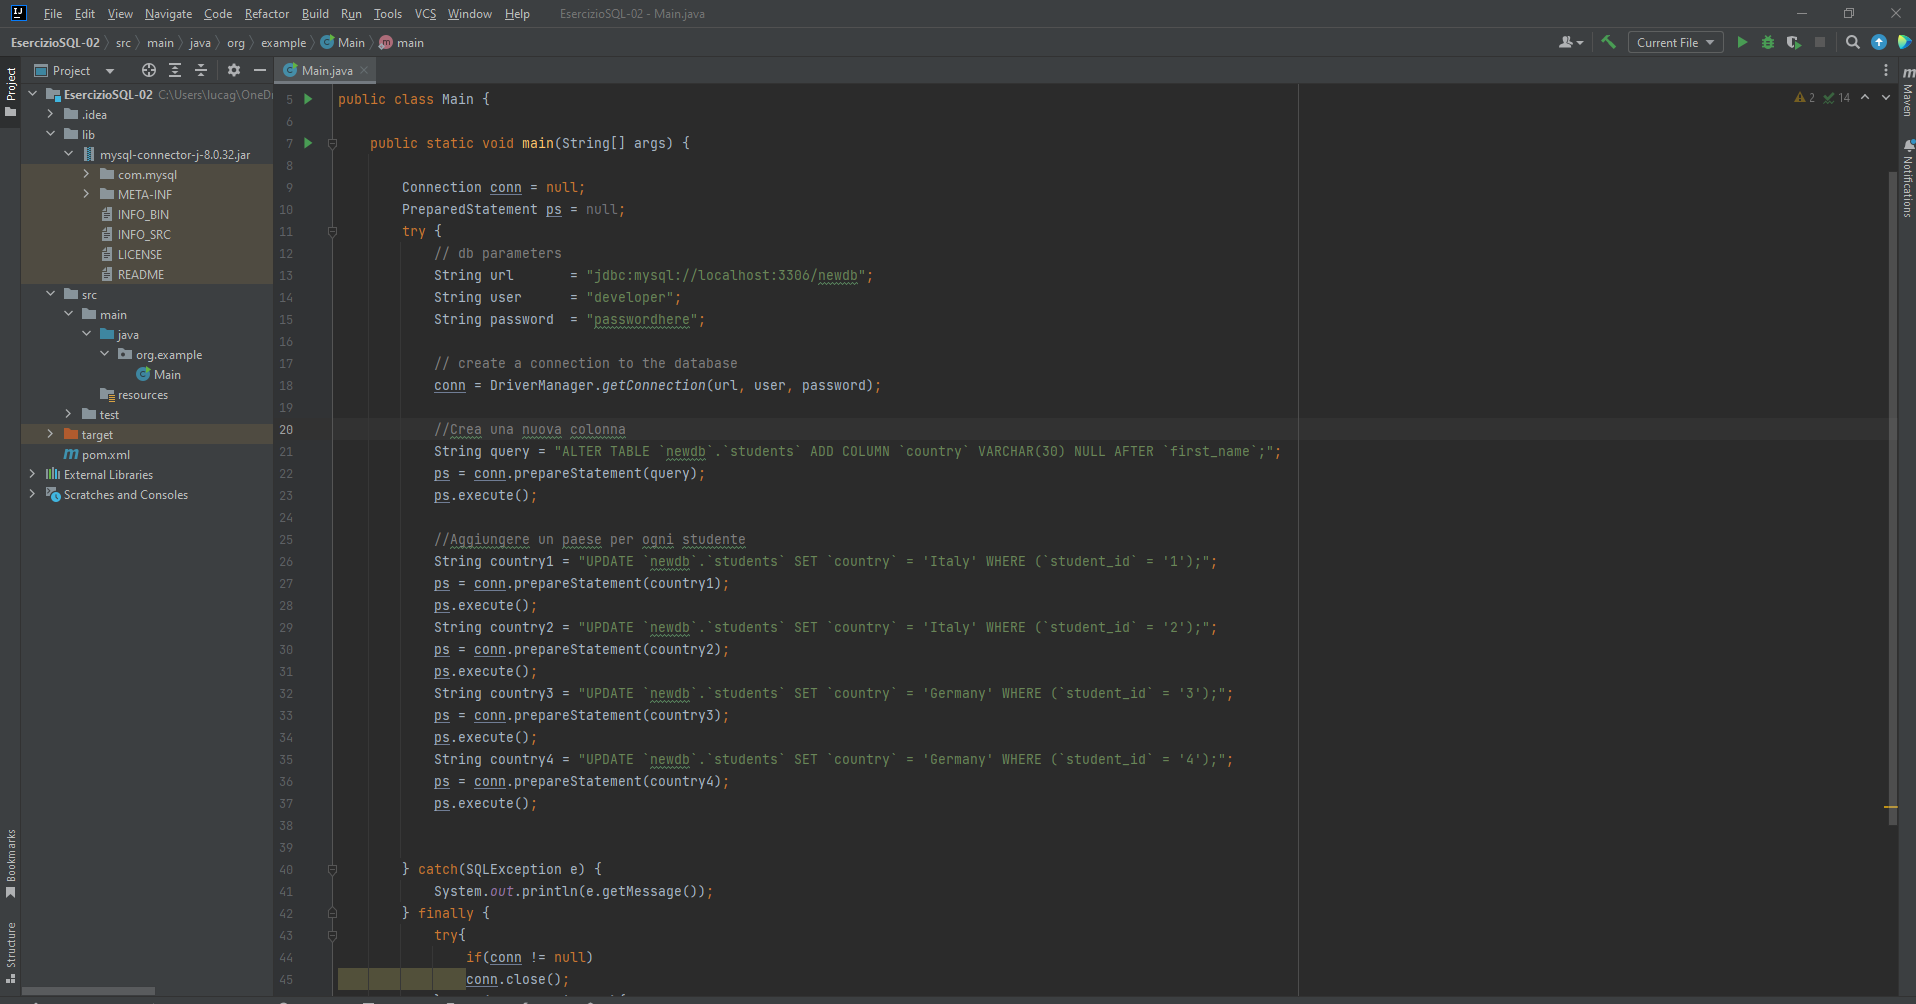 File Edit View Navigate Code Refactor Build Run Tools VCS Window Help EsercizioSQL-02 - Main.java
EsercizioSQL-02 src main java org example Main main Current File
Project Main.java
EsercizioSQL-02 C:\Users\lucag\OneDr
.idea
lib
mysql-connector-j-8.0.32.jar
com.mysql
META-INF
INFO_BIN
INFO_SRC
LICENSE
README
src
main
java
org.example
Main
resources
test
target
pom.xml
External Libraries
Scratches and Consoles
Project
Bookmarks
Structure
5 public class Main {
6
7 public static void main(String[] args) {
8
9 Connection conn = null;
10 PreparedStatement ps = null;
11 try {
12 // db parameters
13 String url = "jdbc:mysql://localhost:3306/newdb";
14 String user = "developer";
15 String password = "passwordhere";
16
17 // create a connection to the database
18 conn = DriverManager.getConnection(url, user, password);
19
20 //Crea una nuova colonna
21 String query = "ALTER TABLE `newdb`.`students` ADD COLUMN `country` VARCHAR(30) NULL AFTER `first_name`;";
22 ps = conn.prepareStatement(query);
23 ps.execute();
24
25 //Aggiungere un paese per ogni studente
26 String country1 = "UPDATE `newdb`.`students` SET `country` = 'Italy' WHERE (`student_id` = '1');";
27 ps = conn.prepareStatement(country1);
28 ps.execute();
29 String country2 = "UPDATE `newdb`.`students` SET `country` = 'Italy' WHERE (`student_id` = '2');";
30 ps = conn.prepareStatement(country2);
31 ps.execute();
32 String country3 = "UPDATE `newdb`.`students` SET `country` = 'Germany' WHERE (`student_id` = '3');";
33 ps = conn.prepareStatement(country3);
34 ps.execute();
35 String country4 = "UPDATE `newdb`.`students` SET `country` = 'Germany' WHERE (`student_id` = '4');";
36 ps = conn.prepareStatement(country4);
37 ps.execute();
38
39
40 } catch(SQLException e) {
41 System.out.println(e.getMessage());
42 } finally {
43 try{
44 if(conn != null)
45 conn.close();
2 14
Maven
Notifications